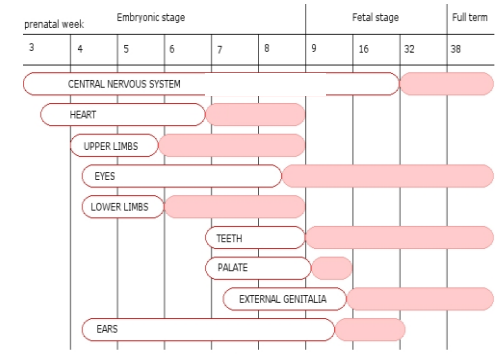 Embryonic stage Fetal stage Full term
prenatal week
3 4 5 6 7 8 9 16 32 38
CENTRAL NERVOUS SYSTEM
HEART
UPPER LIMBS
EYES
LOWER LIMBS
TEETH
PALATE
EXTERNAL GENITALIA
EARS